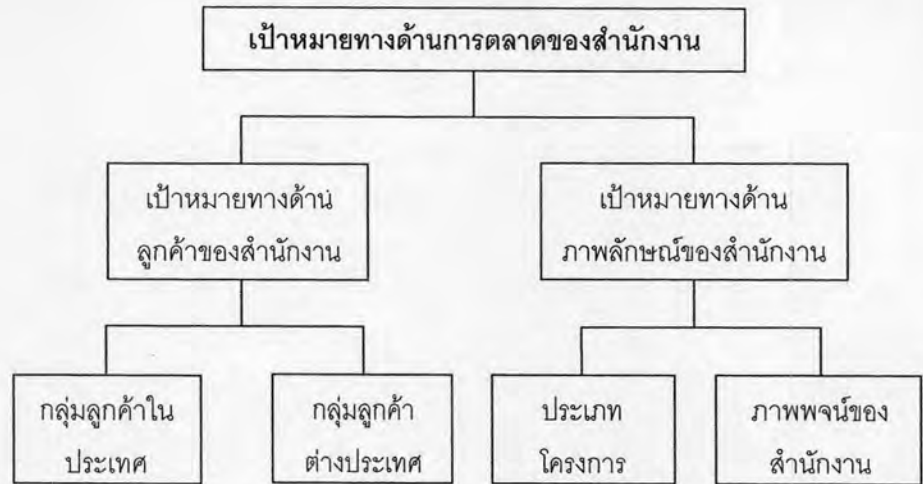 เป้าหมายทางด้านการตลาดของสำนักงาน
เป้าหมายทางด้าน
ลูกค้าของสำนักงาน
เป้าหมายทางด้าน
ภาพลักษณ์ของสำนักงาน
กลุ่มลูกค้าใน
ประเทศ
กลุ่มลูกค้า
ต่างประเทศ
ประเภท
โครงการ
ภาพพจน์ของ
สำนักงาน